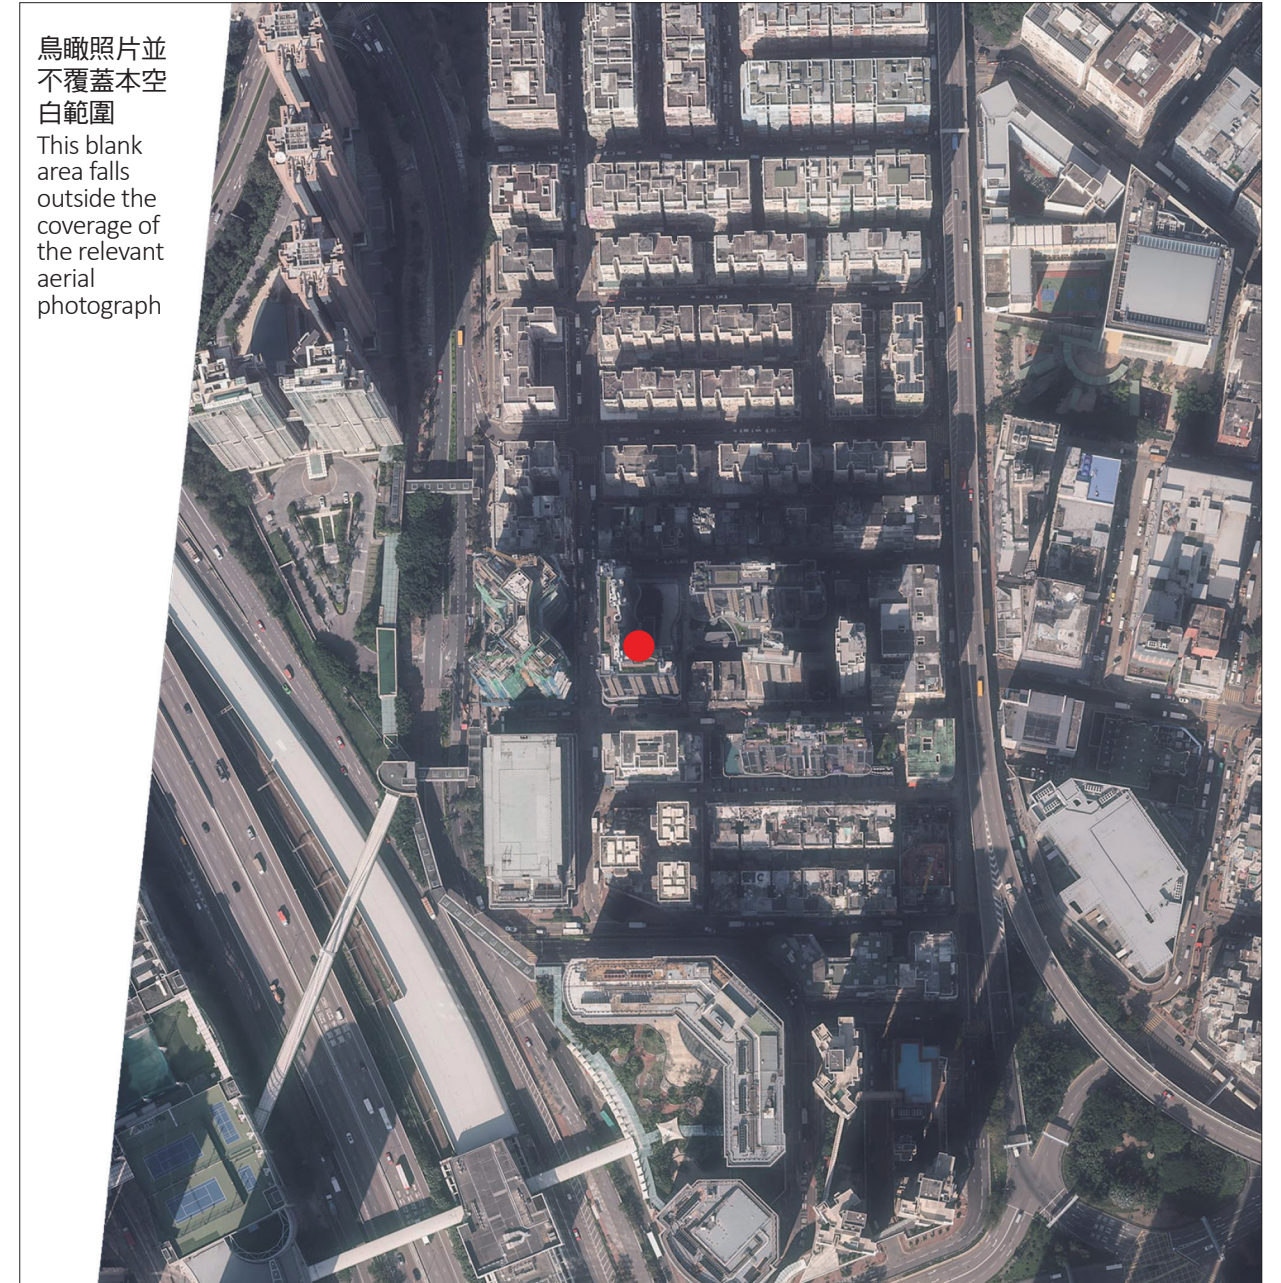 鳥瞰照片並
不覆蓋本空
白範圍
This blank
area falls
outside the
coverage of
the relevant
aerial
photograph